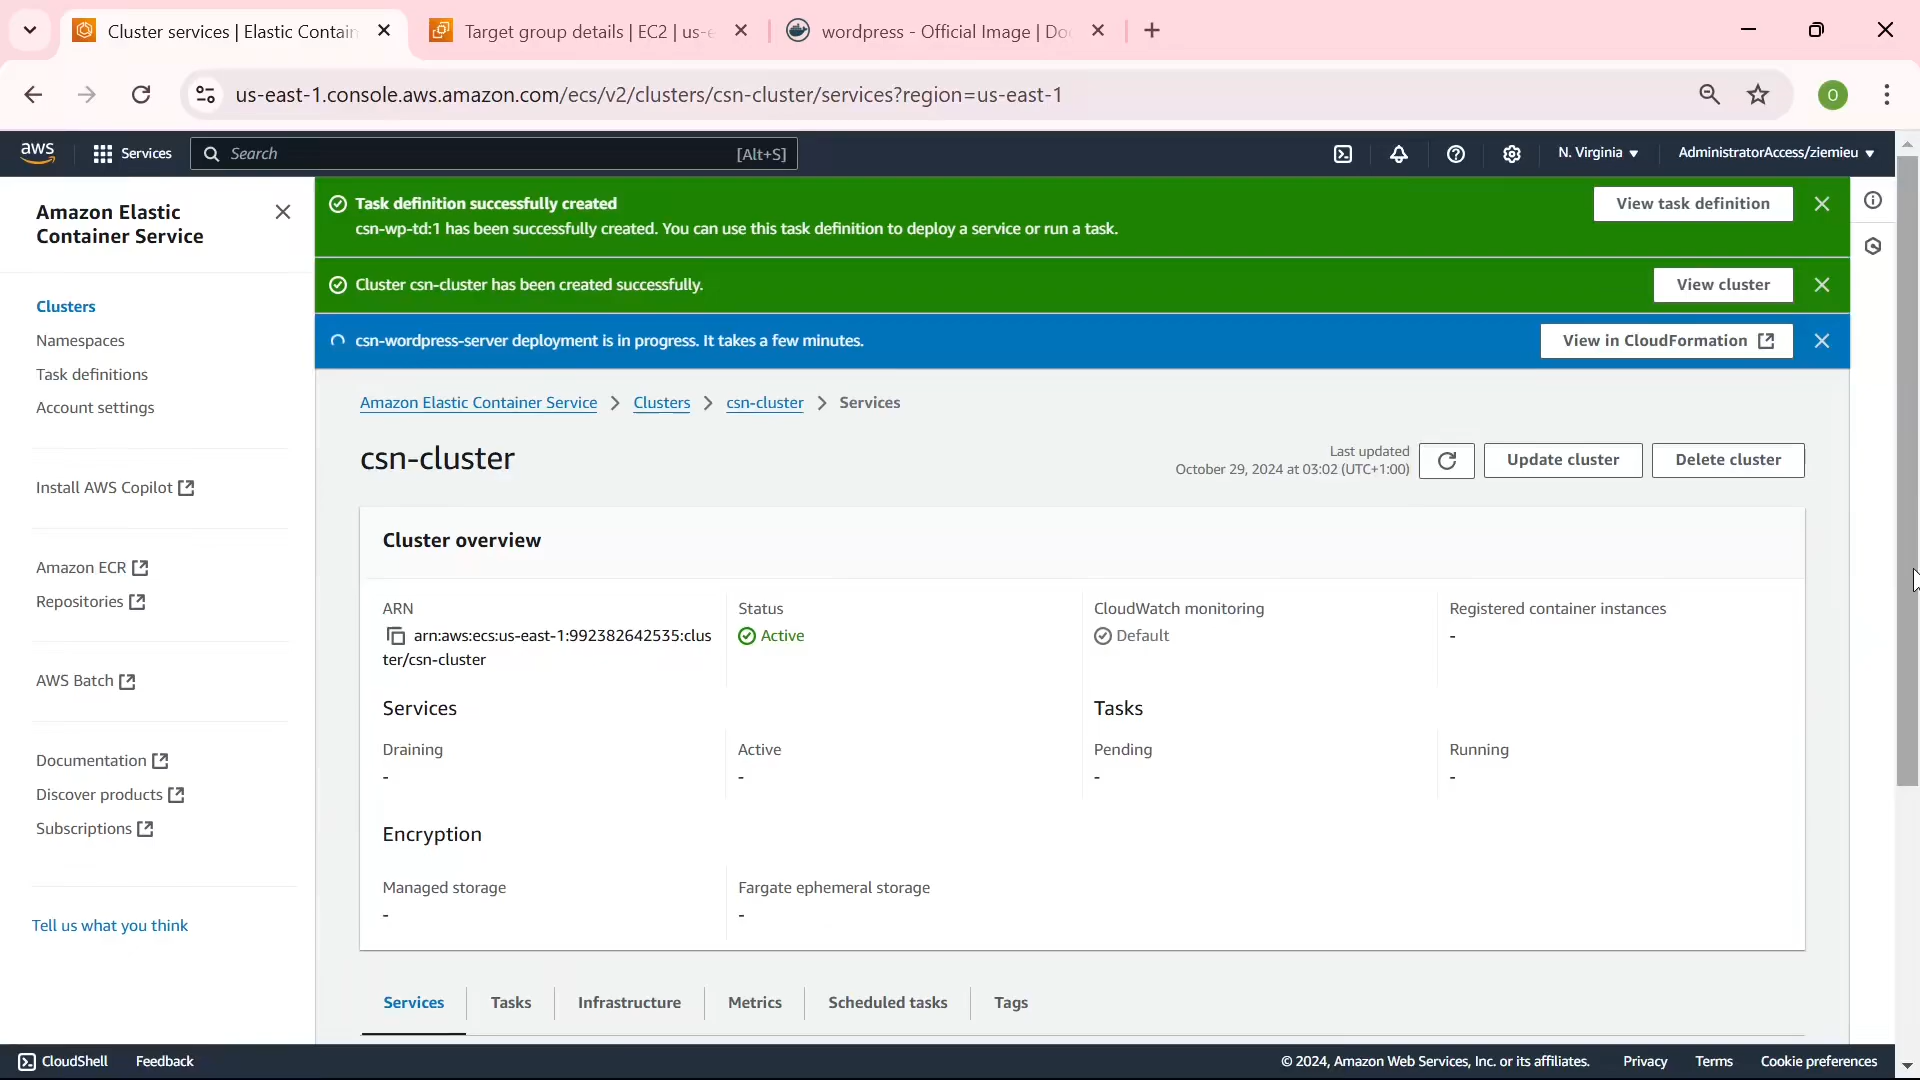 Cluster services | Elastic Contain
Target group details | EC2 | us-e
wordpress - Official Image | Do
us-east-1.console.aws.amazon.com/ecs/v2/clusters/csn-cluster/services?region=us-east-1
O
aws
Services
Search
[Alt+S]
N. Virginia
AdministratorAccess/ziemieu
Amazon Elastic
Container Service
Clusters
Namespaces
Task definitions
Account settings
Install AWS Copilot
Amazon ECR
Repositories
AWS Batch
Documentation
Discover products
Subscriptions
Tell us what you think
Task definition successfully created
csn-wp-td:1 has been successfully created. You can use this task definition to deploy a service or run a task.
View task definition
Cluster csn-cluster has been created successfully.
View cluster
csn-wordpress-server deployment is in progress. It takes a few minutes.
View in CloudFormation
Amazon Elastic Container Service > Clusters > csn-cluster > Services
csn-cluster
Last updated
October 29, 2024 at 03:02 (UTC+1:00)
Update cluster
Delete cluster
Cluster overview
ARN
arn:aws:ecs:us-east-1:992382642535:clus
ter/csn-cluster
Status
Active
CloudWatch monitoring
Default
Registered container instances
-
Services
Tasks
Draining
-
Active
-
Pending
-
Running
-
Encryption
Managed storage
-
Fargate ephemeral storage
-
Services
Tasks
Infrastructure
Metrics
Scheduled tasks
Tags
CloudShell
Feedback
© 2024, Amazon Web Services, Inc. or its affiliates.
Privacy
Terms
Cookie preferences